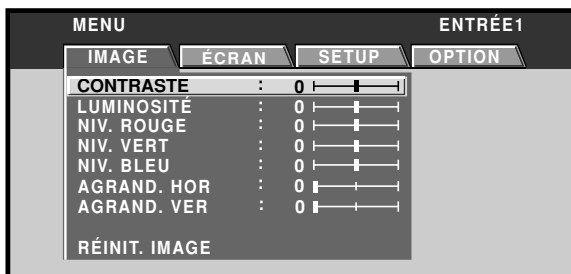 MENU ENTRÉE1
IMAGE ÉCRAN SETUP OPTION
CONTRASTE : 0
LUMINOSITÉ : 0
NIV. ROUGE : 0
NIV. VERT : 0
NIV. BLEU : 0
AGRAND. HOR : 0
AGRAND. VER : 0
RÉINIT. IMAGE